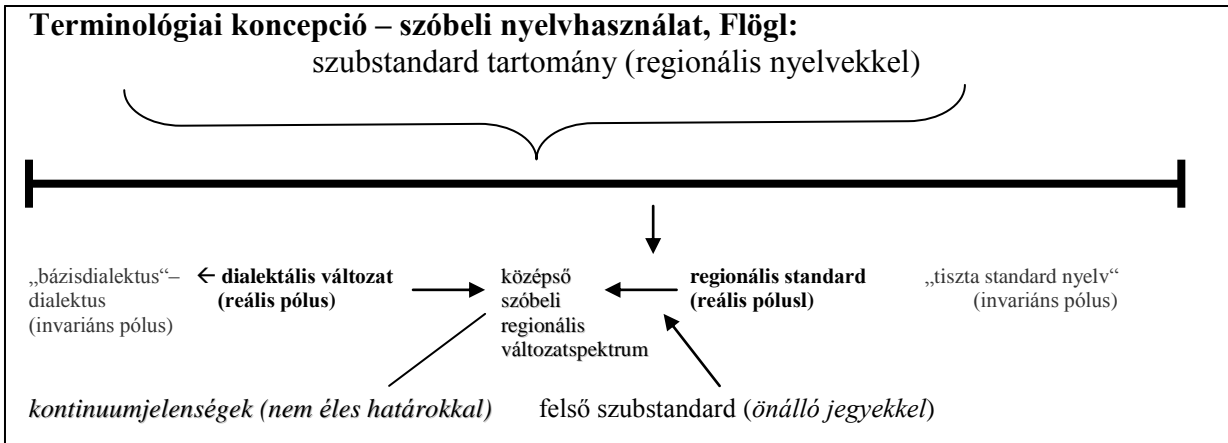 Terminológiai koncepció – szóbeli nyelvhasználat, Flögl:
szubstandard tartomány (regionális nyelvekkel)
„bázisdialektus“–
dialektus
(invariáns pólus)
← dialektális változat
(reális pólus)
középső
szóbeli
regionális
változatspektrum
regionális standard
(reális pólusl)
„tiszta standard nyelv“
(invariáns pólus)
kontinuumjelenségek (nem éles határokkal)
felső szubstandard (önálló jegyekkel)